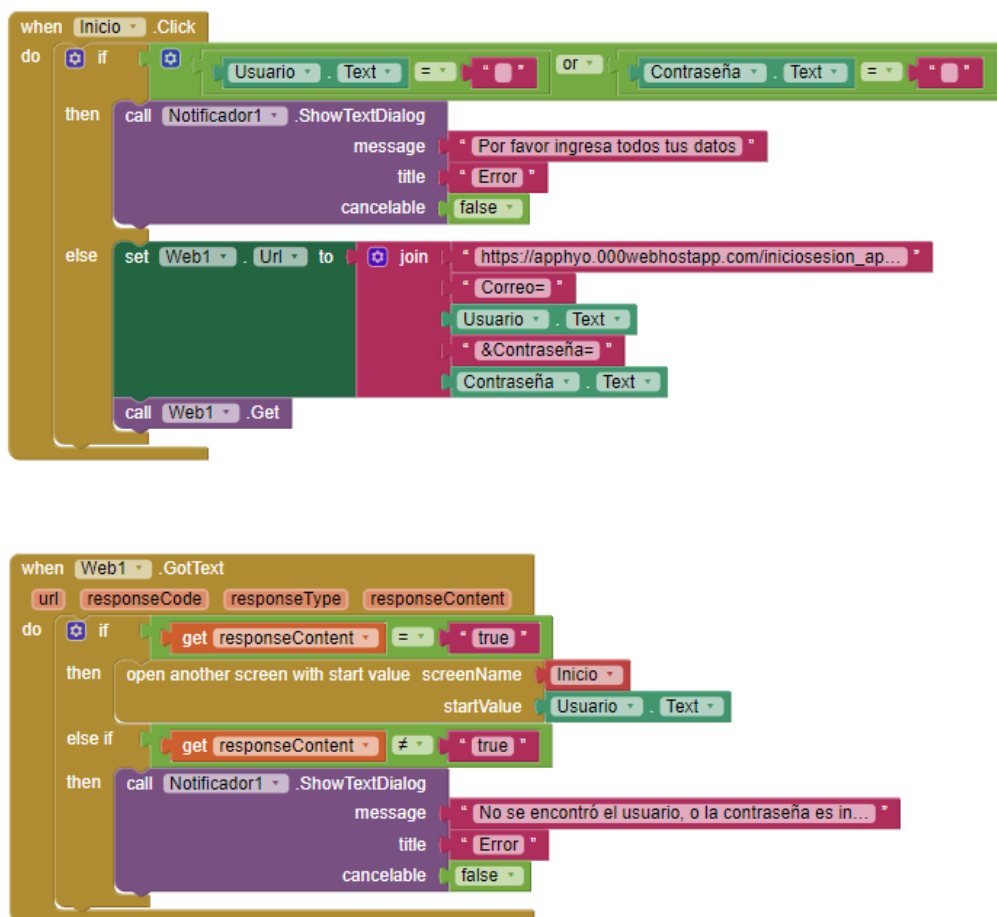 when Inicio .Click
do if Usuario . Text = " " or Contraseña . Text = " "
then call Notificador1 .ShowTextDialog
message " Por favor ingresa todos tus datos "
title " Error "
cancelable false
else set Web1 . Url to join " https://apphyo.000webhostapp.com/iniciosesion_ap... "
" Correo= "
Usuario . Text
" &Contraseña= "
Contraseña . Text
call Web1 .Get
when Web1 .GotText
url responseCode responseType responseContent
do if get responseContent = " true "
then open another screen with start value screenName Inicio
startValue Usuario . Text
else if get responseContent ≠ " true "
then call Notificador1 .ShowTextDialog
message " No se encontró el usuario, o la contraseña es in... "
title " Error "
cancelable false